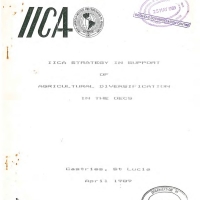 IICA
IICA STRATEGY IN SUPPORT
OF
AGRICULTURAL DIVERSIFICATION
IN THE OECS
Castries, St Lucia
April 1989